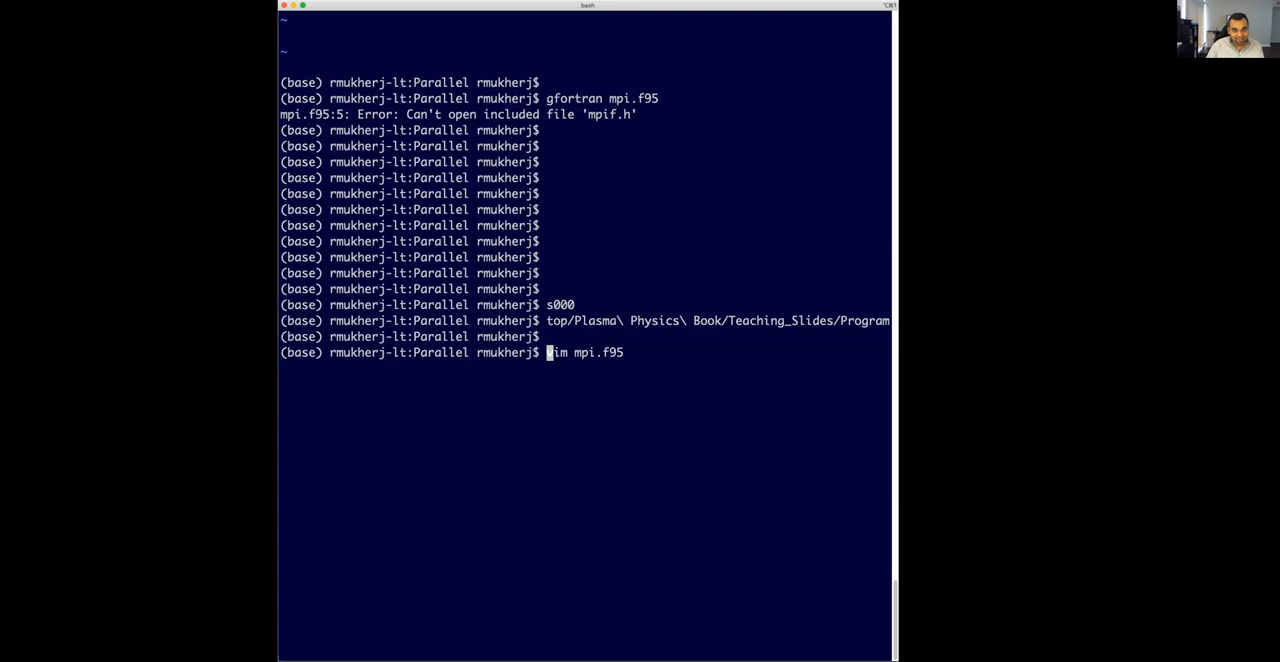 bash
⌥⌘1
~
~
(base) rmukherj-lt:Parallel rmukherj$
(base) rmukherj-lt:Parallel rmukherj$ gfortran mpi.f95
mpi.f95:5: Error: Can't open included file 'mpif.h'
(base) rmukherj-lt:Parallel rmukherj$
(base) rmukherj-lt:Parallel rmukherj$
(base) rmukherj-lt:Parallel rmukherj$
(base) rmukherj-lt:Parallel rmukherj$
(base) rmukherj-lt:Parallel rmukherj$
(base) rmukherj-lt:Parallel rmukherj$
(base) rmukherj-lt:Parallel rmukherj$
(base) rmukherj-lt:Parallel rmukherj$
(base) rmukherj-lt:Parallel rmukherj$
(base) rmukherj-lt:Parallel rmukherj$
(base) rmukherj-lt:Parallel rmukherj$
(base) rmukherj-lt:Parallel rmukherj$ s000
(base) rmukherj-lt:Parallel rmukherj$ top/Plasma\ Physics\ Book/Teaching_Slides/Program
(base) rmukherj-lt:Parallel rmukherj$
(base) rmukherj-lt:Parallel rmukherj$ vim mpi.f95